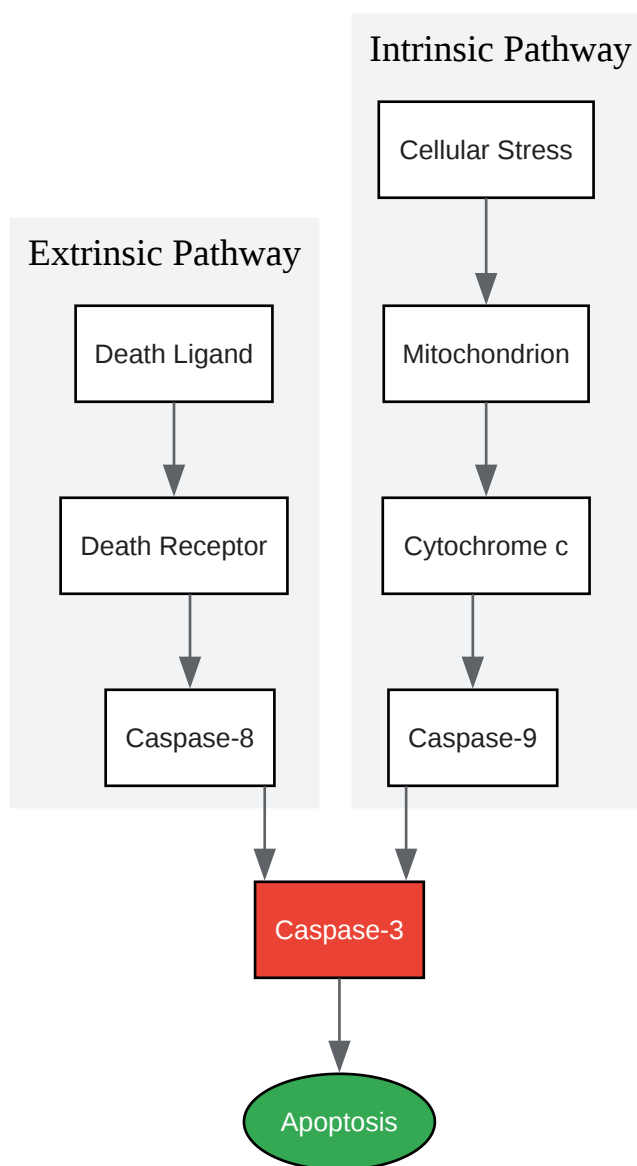 Intrinsic Pathway
Cellular Stress
Extrinsic Pathway
Death Ligand
Mitochondrion
Death Receptor
Cytochrome c
Caspase-8
Caspase-9
Caspase-3
Apoptosis